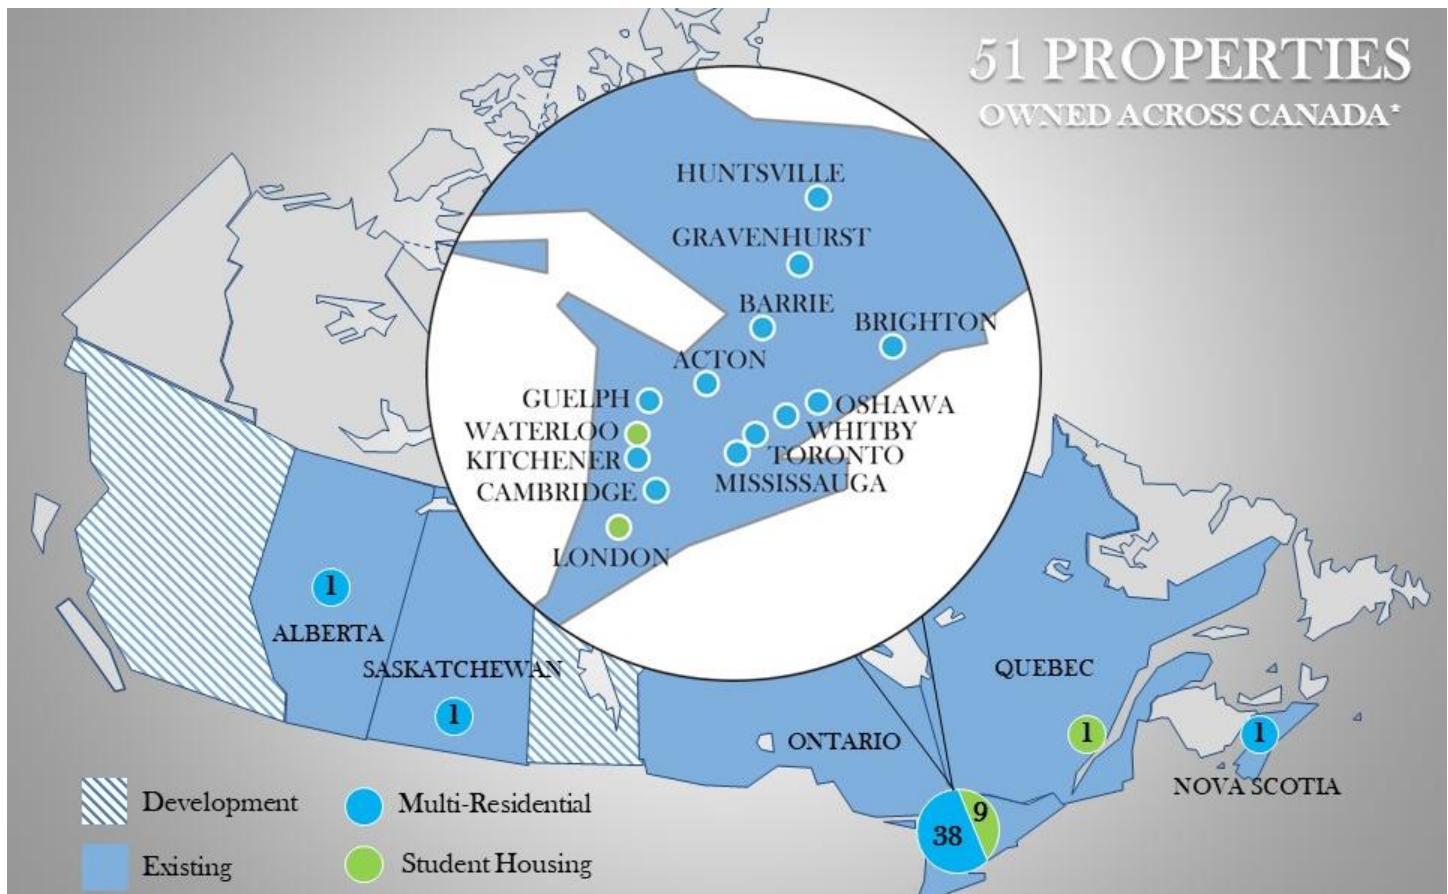 51 PROPERTIES
OWNED ACROSS CANADA*
HUNTSVILLE
GRAVENHURST
BARRIE
BRIGHTON
ACTON
GUELPH
OSHAWA
WATERLOO
WHITBY
KITCHENER
TORONTO
CAMBRIDGE
MISSISSAUGA
LONDON
1
ALBERTA
SASKATCHEWAN
1
QUEBEC
1
ONTARIO
1
NOVA SCOTIA
38
9
Development
Multi-Residential
Existing
Student Housing